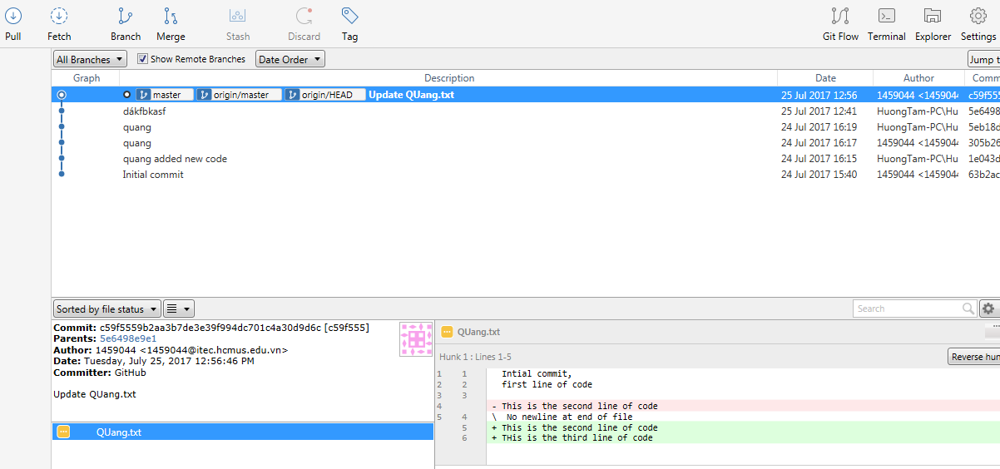 Pull Fetch Branch Merge Stash Discard Tag Git Flow Terminal Explorer Settings
All Branches Show Remote Branches Date Order Jump t
Graph Description Date Author Comm
master origin/master origin/HEAD Update QUang.txt 25 Jul 2017 12:56 1459044 <1459044 c59f555
dákfbkasf 25 Jul 2017 12:41 HuongTam-PC\Hu 5e6498
quang 24 Jul 2017 16:19 HuongTam-PC\Hu 5eb18d
quang 24 Jul 2017 16:17 1459044 <1459044 305b26
quang added new code 24 Jul 2017 16:15 HuongTam-PC\Hu 1e043d
Initial commit 24 Jul 2017 15:40 1459044 <1459044 63b2ac
Sorted by file status Search
Commit: c59f5559b2aa3b7de3e39f994dc701c4a30d9d6c [c59f555]
Parents: 5e6498e9e1
Author: 1459044 <1459044@itec.hcmus.edu.vn>
Date: Tuesday, July 25, 2017 12:56:46 PM
Committer: GitHub
Update QUang.txt
QUang.txt
QUang.txt
Hunk 1 : Lines 1-5 Reverse hun
1 1 Intial commit,
2 2 first line of code
3 3
4 - This is the second line of code
5 4 \ No newline at end of file
5 + This is the second line of code
6 + THis is the third line of code